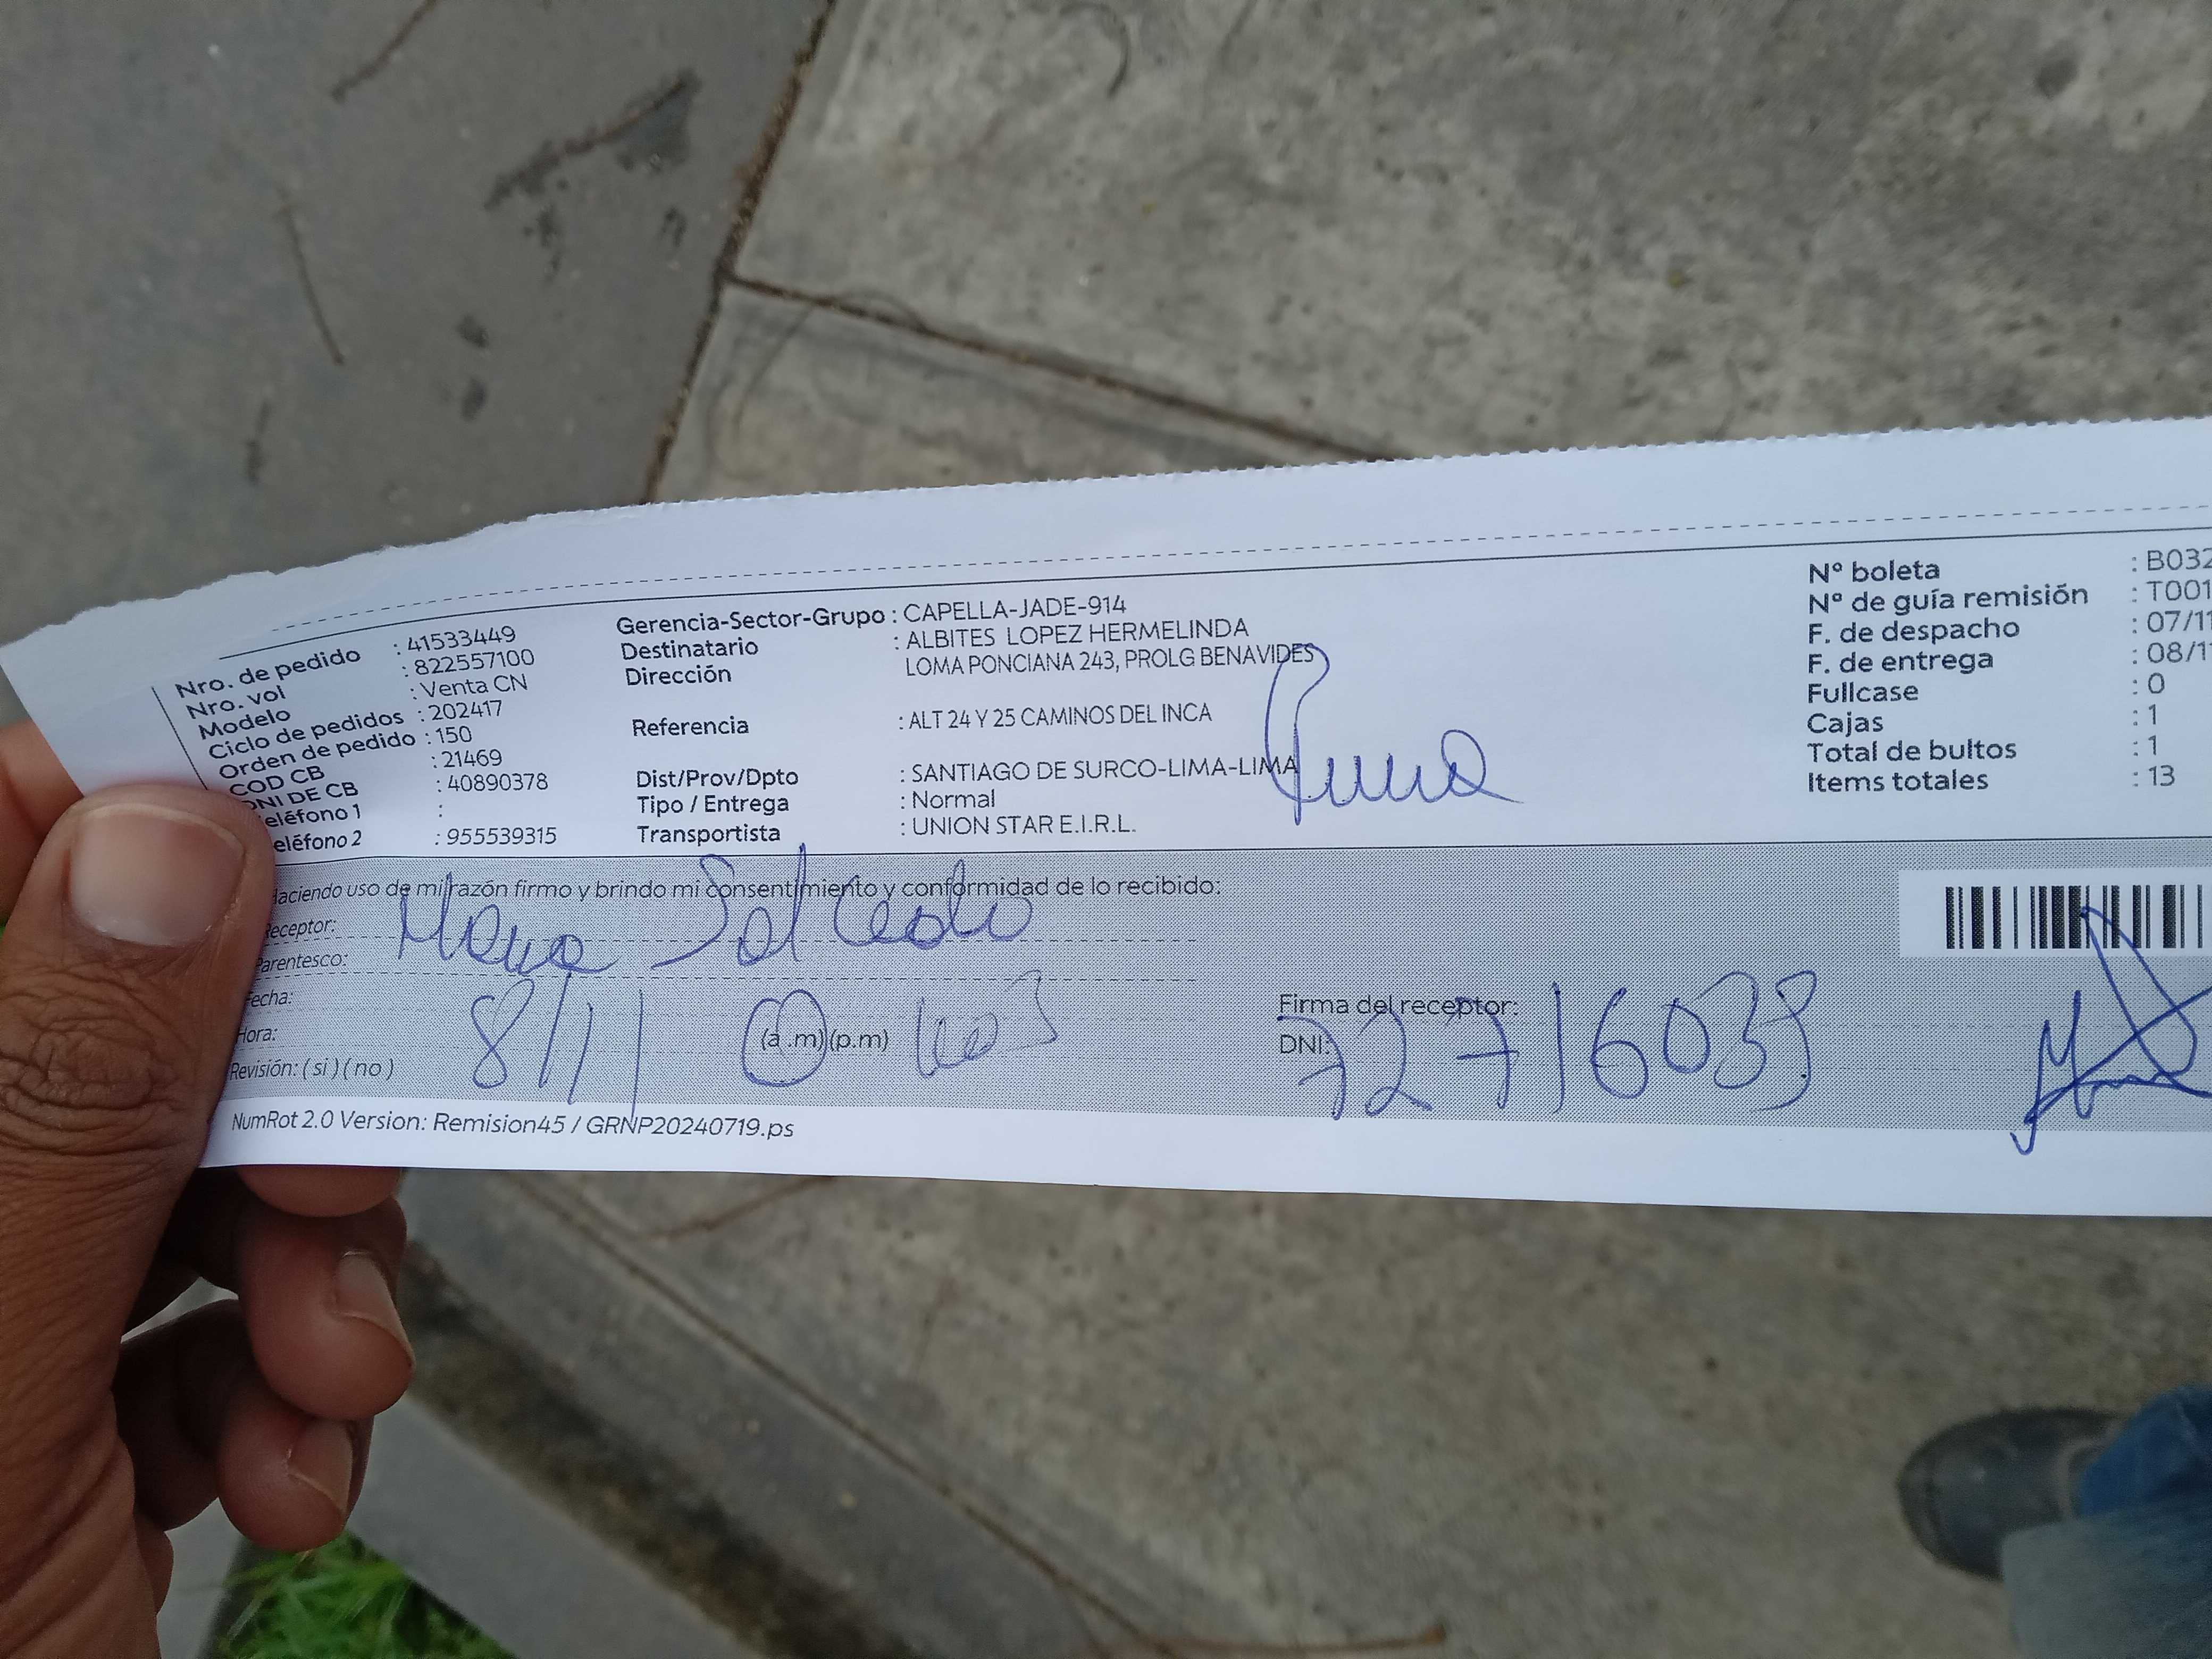 Nro. de pedido : 41533449
Nro. vol : 822557100
Modelo : Venta CN
Ciclo de pedidos : 202417
Orden de pedido : 150
COD CB : 21469
DNI DE CB : 40890378
eléfono 1 :
eléfono 2 : 955539315
Gerencia-Sector-Grupo : CAPELLA-JADE-914
Destinatario : ALBITES LOPEZ HERMELINDA
Dirección LOMA PONCIANA 243, PROLG BENAVIDES
Referencia : ALT 24 Y 25 CAMINOS DEL INCA
Dist/Prov/Dpto : SANTIAGO DE SURCO-LIMA-LIMA
Tipo / Entrega : Normal
Transportista : UNION STAR E.I.R.L.
Nº boleta : B032
Nº de guía remisión : T001
F. de despacho : 07/11
F. de entrega : 08/1
Fullcase : 0
Cajas : 1
Total de bultos : 1
Items totales : 13
Haciendo uso de mi razón firmo y brindo mi consentimiento y conformidad de lo recibido:
Receptor: Salcedo
Parentesco:
Fecha: 8/11
Hora: (a .m)(p.m)
Revisión: ( si ) ( no )
Firma del receptor:
DNI: 72716039
NumRot 2.0 Version: Remision45 / GRNP20240719.ps